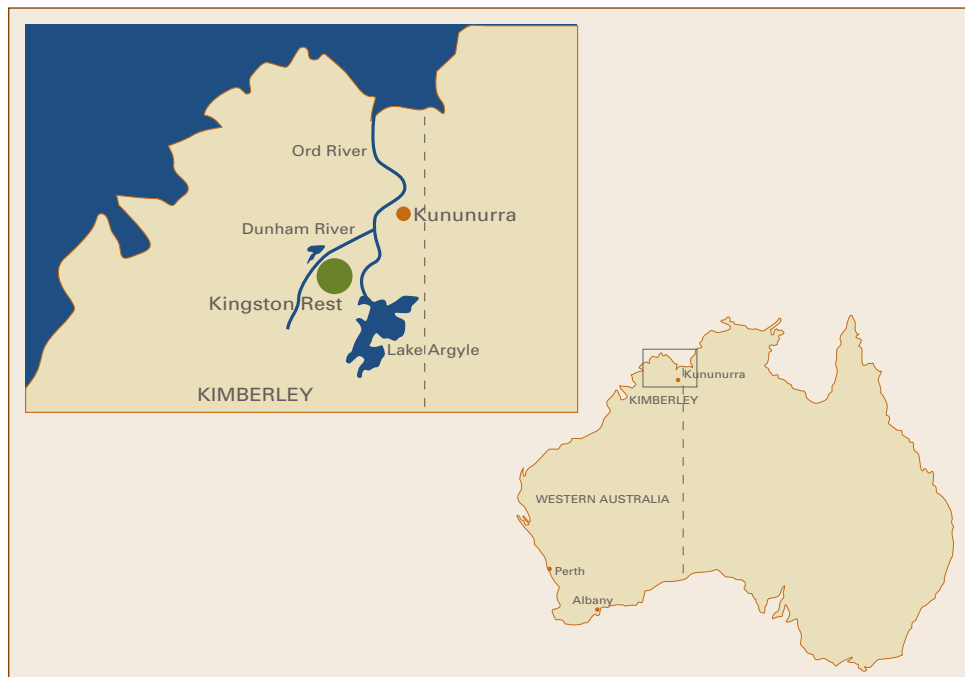 Ord River
Kununurra
Dunham River
Kingston Rest
Lake Argyle
KIMBERLEY
Kununurra
KIMBERLEY
WESTERN AUSTRALIA
Perth
Albany